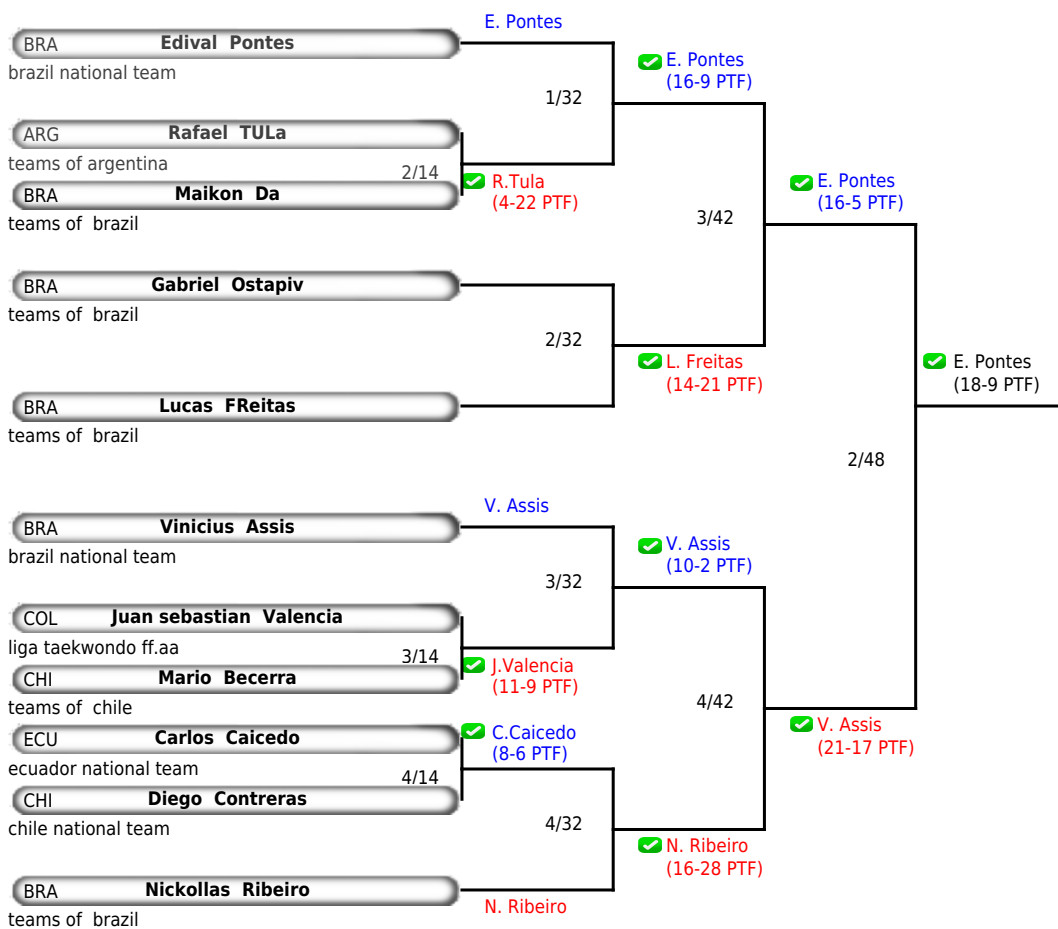 E. Pontes
BRA Edival Pontes
brazil national team
E. Pontes
(16-9 PTF)
1/32
ARG Rafael TULa
teams of argentina
2/14
BRA Maikon Da
teams of brazil
R.Tula
(4-22 PTF)
E. Pontes
(16-5 PTF)
3/42
BRA Gabriel Ostapiv
teams of brazil
2/32
L. Freitas
(14-21 PTF)
BRA Lucas FReitas
teams of brazil
E. Pontes
(18-9 PTF)
2/48
V. Assis
BRA Vinicius Assis
brazil national team
V. Assis
(10-2 PTF)
3/32
COL Juan sebastian Valencia
liga taekwondo ff.aa
3/14
CHI Mario Becerra
teams of chile
J.Valencia
(11-9 PTF)
4/42
V. Assis
(21-17 PTF)
ECU Carlos Caicedo
ecuador national team
C.Caicedo
(8-6 PTF)
4/14
CHI Diego Contreras
chile national team
4/32
N. Ribeiro
(16-28 PTF)
BRA Nickollas Ribeiro
teams of brazil
N. Ribeiro